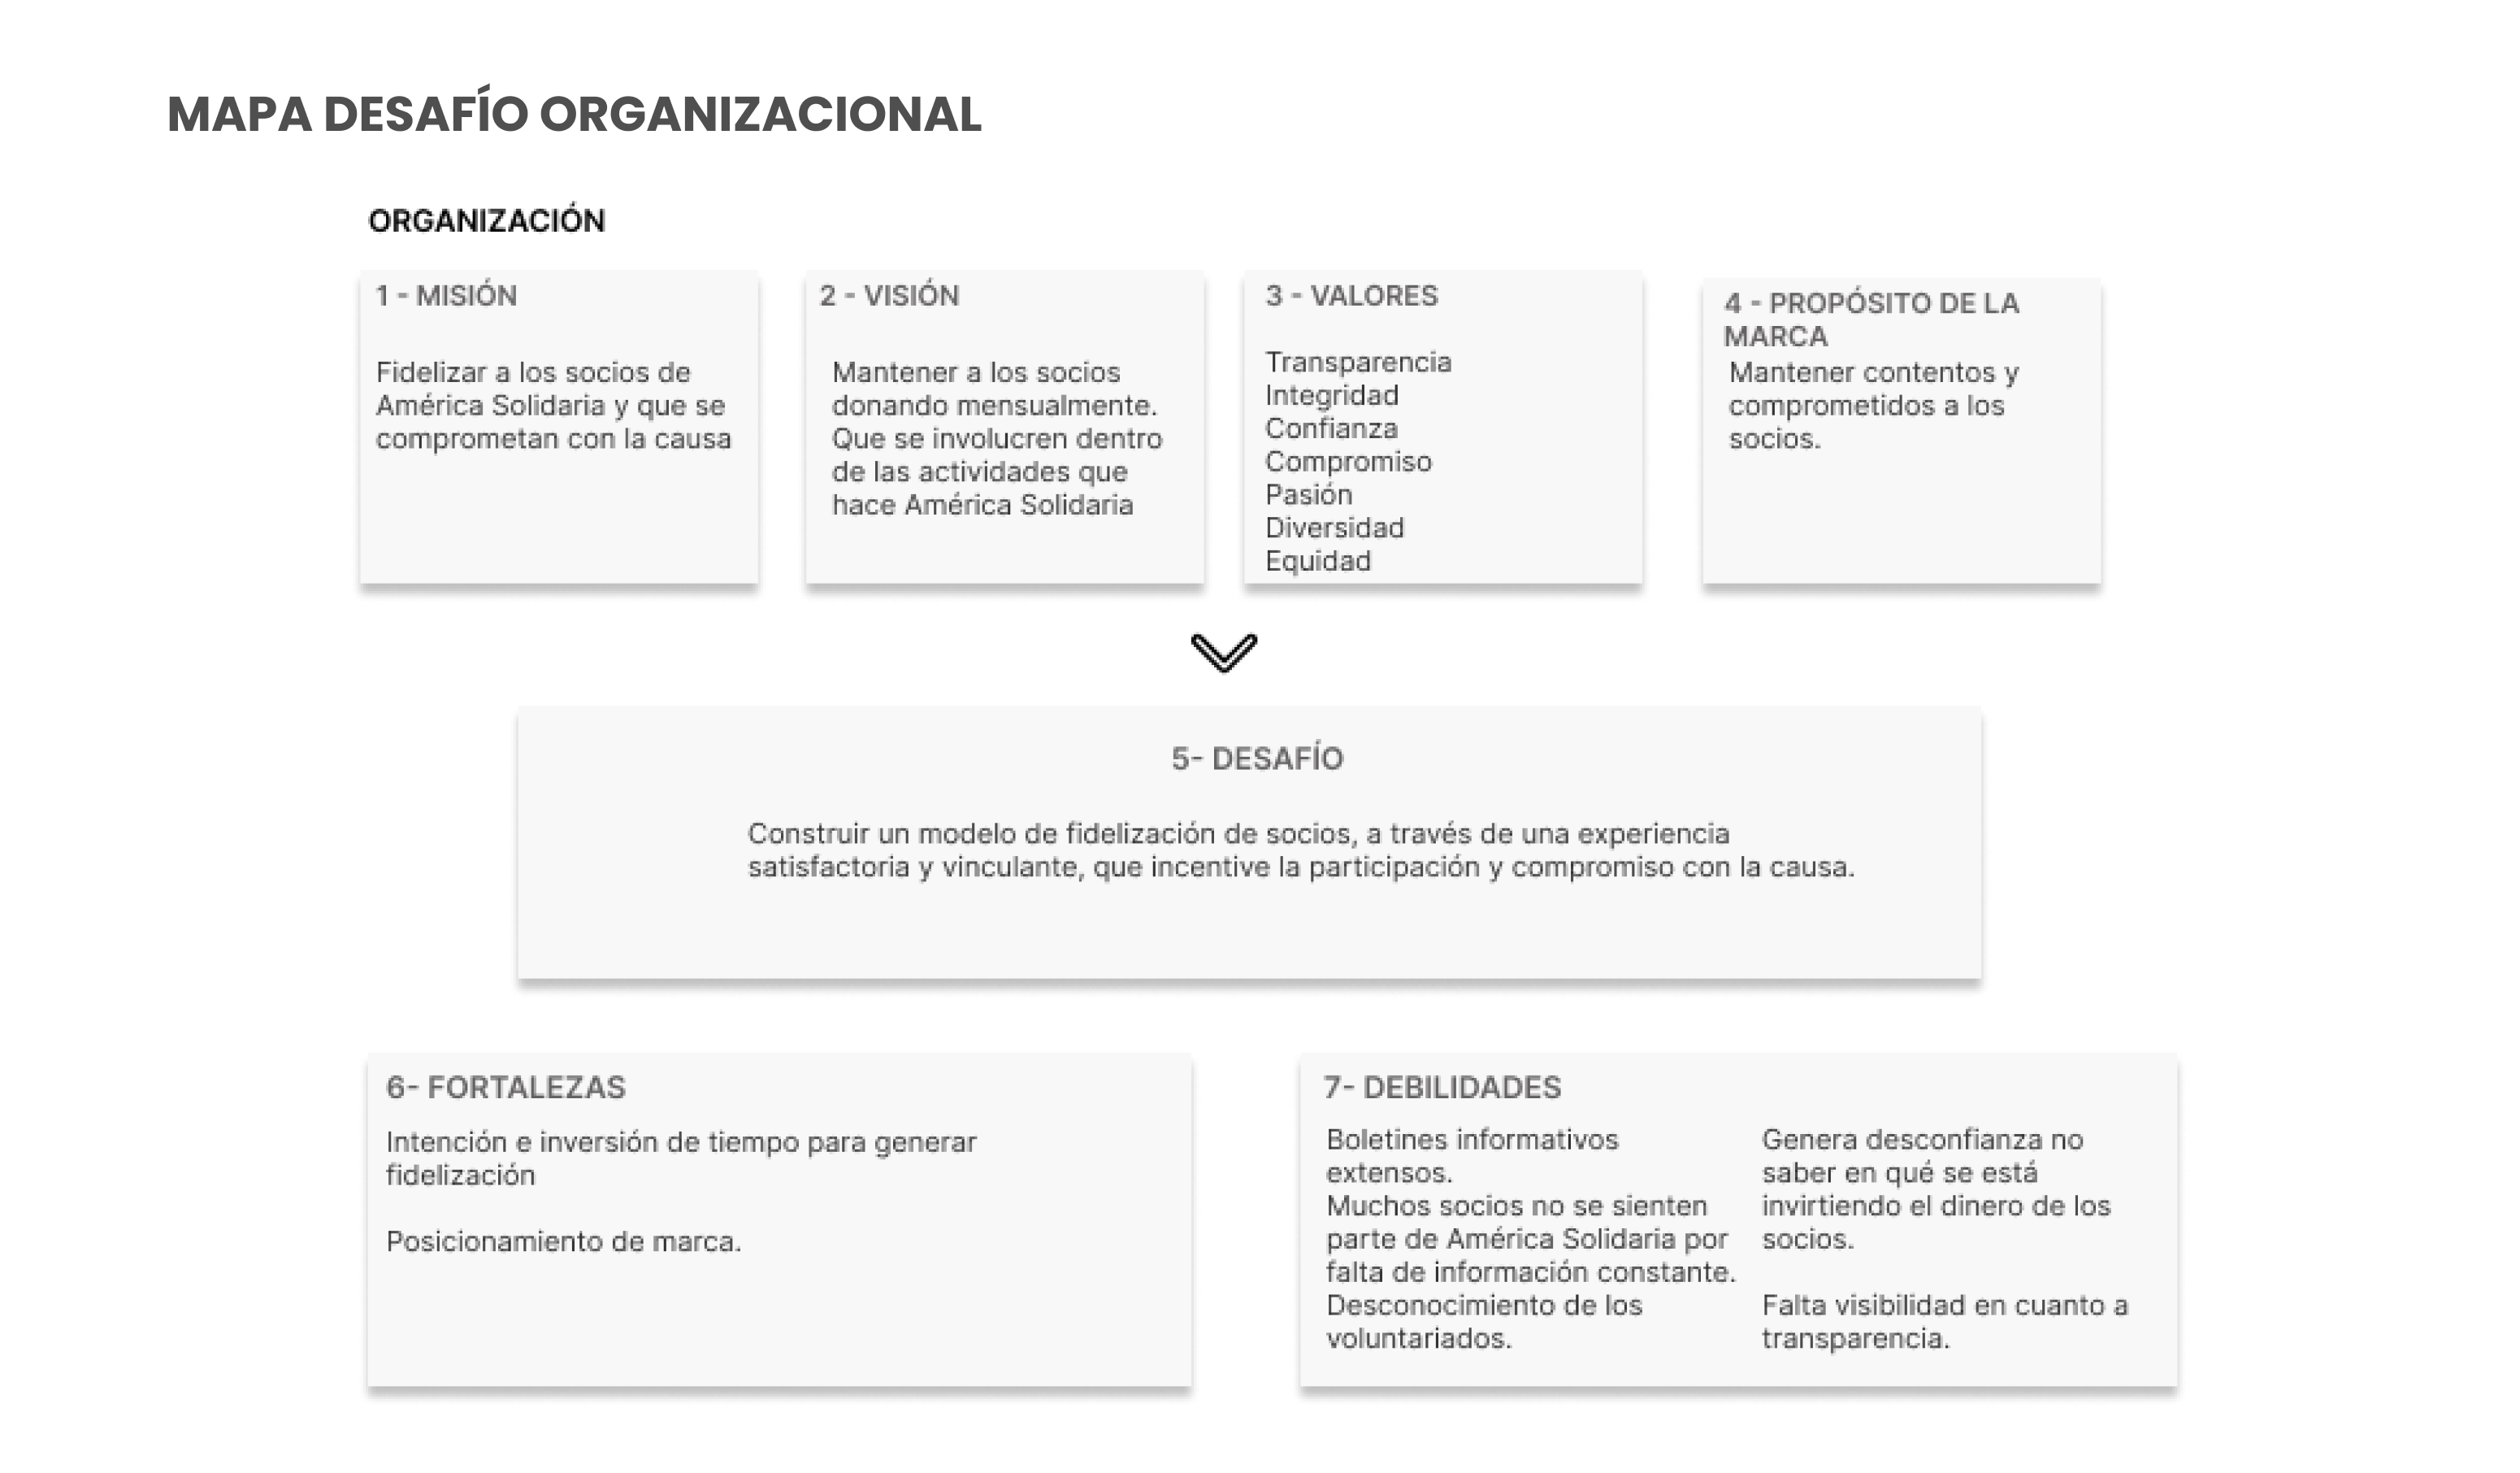 MAPA DESAFÍO ORGANIZACIONAL
ORGANIZACIÓN
1 - MISIÓN
Fidelizar a los socios de
América Solidaria y que se
comprometan con la causa
2 - VISIÓN
Mantener a los socios
donando mensualmente.
Que se involucren dentro
de las actividades que
hace América Solidaria
3 - VALORES
Transparencia
Integridad
Confianza
Compromiso
Pasión
Diversidad
Equidad
4 - PROPÓSITO DE LA
MARCA
Mantener contentos y
comprometidos a los
socios.
5- DESAFÍO
Construir un modelo de fidelización de socios, a través de una experiencia
satisfactoria y vinculante, que incentive la participación y compromiso con la causa.
6- FORTALEZAS
Intención e inversión de tiempo para generar
fidelización
Posicionamiento de marca.
7- DEBILIDADES
Boletines informativos
extensos.
Muchos socios no se sienten
parte de América Solidaria por
falta de información constante.
Desconocimiento de los
voluntariados.
Genera desconfianza no
saber en qué se está
invirtiendo el dinero de los
socios.
Falta visibilidad en cuanto a
transparencia.